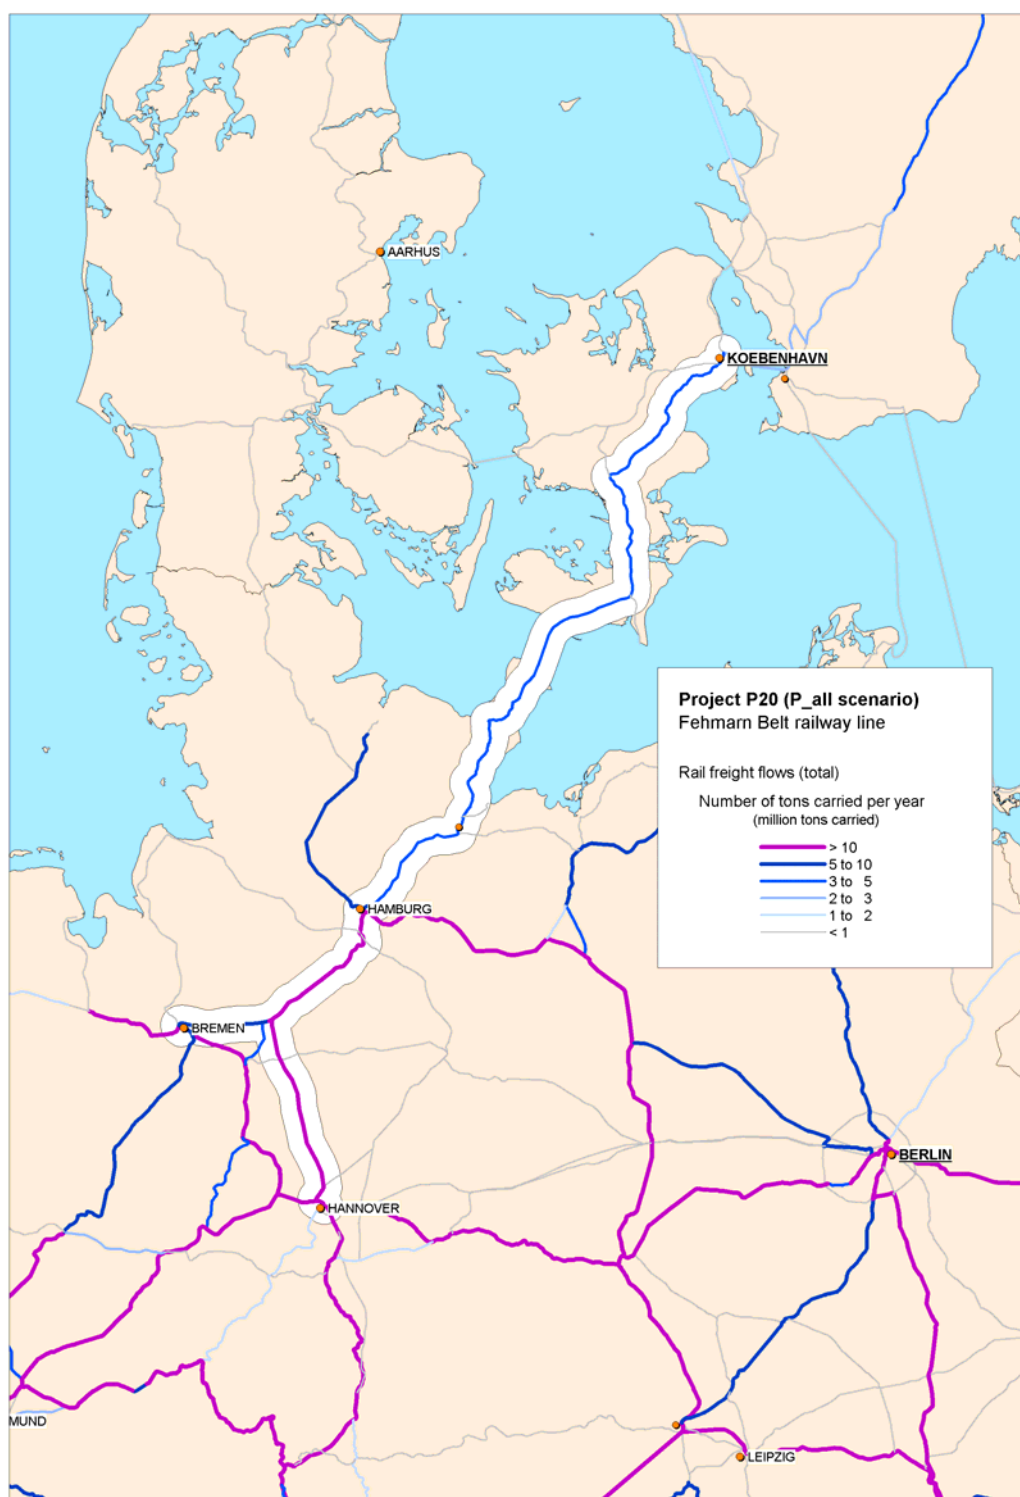 AARHUS
KOEBENHAVN
Project P20 (P_all scenario)
Fehmarn Belt railway line
Rail freight flows (total)
Number of tons carried per year
(million tons carried)
> 10
5 to 10
3 to 5
2 to 3
1 to 2
< 1
HAMBURG
BREMEN
BERLIN
HANNOVER
MUND
LEIPZIG